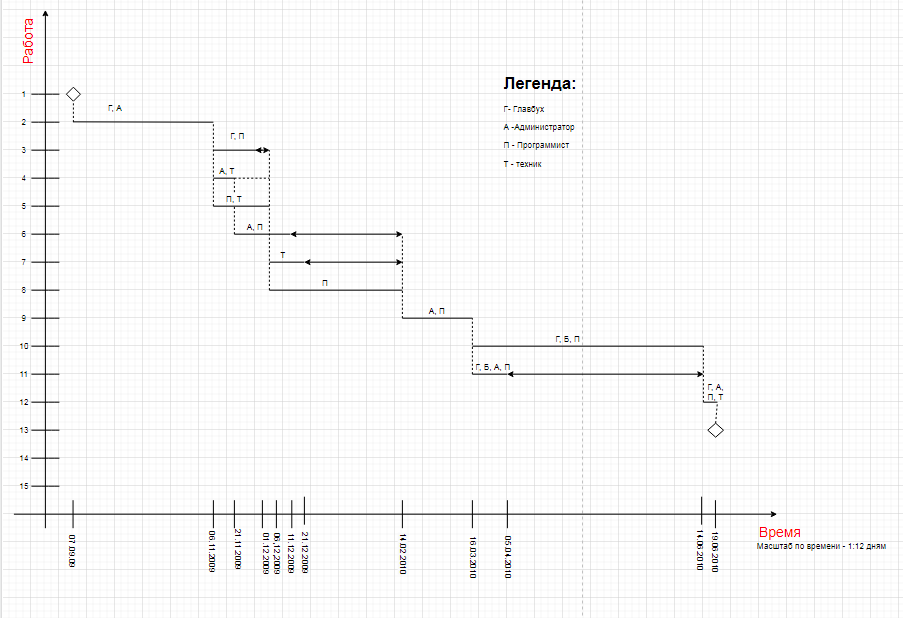 Работа
Легенда:
Г- Главбух
А -Администратор
П - Программист
Т - техник
1
Г, А
2
Г, П
3
А, Т
4
П, Т
5
А, П
6
Т
7
П
8
А, П
9
Г, Б, П
10
Г, Б, А, П
11
Г, А,
П, Т
12
13
14
15
07.09.09
06.11.2009
21.11.2009
01.12.2009
06.12.2009
11.12.2009
21.12.2009
14.02.2010
16.03.2010
05.04.2010
14.06.2010
19.06.2010
Время
Масштаб по времени - 1:12 дням